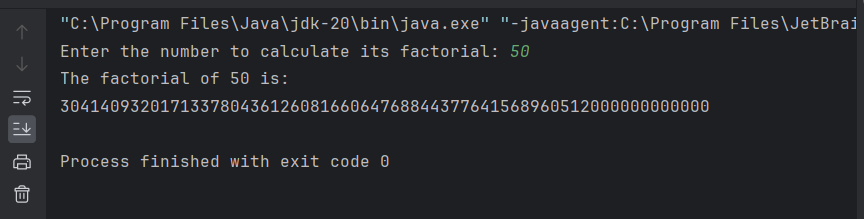 "C:\Program Files\Java\jdk-20\bin\java.exe" "-javaagent:C:\Program Files\JetBrai
Enter the number to calculate its factorial: 50
The factorial of 50 is:
30414093201713378043612608166064768844377641568960512000000000000

Process finished with exit code 0